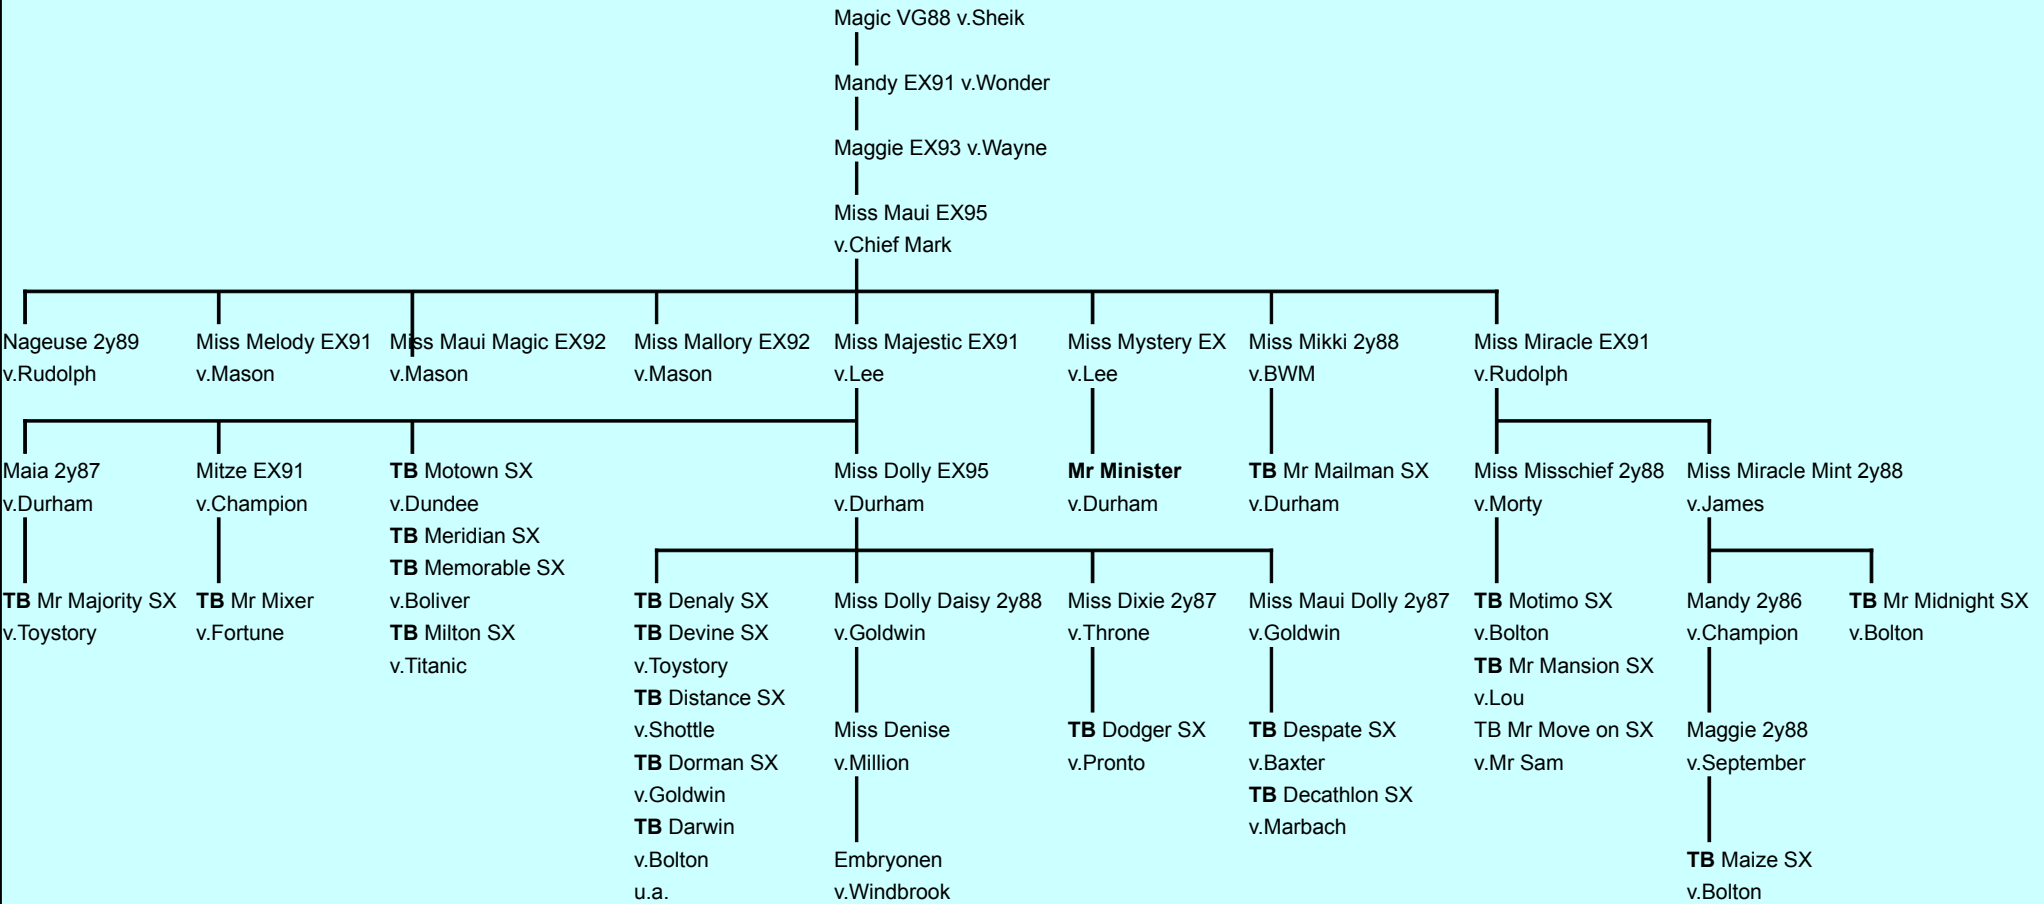 Magic VG88 v.Sheik
Mandy EX91 v.Wonder
Maggie EX93 v.Wayne
Miss Maui EX95
v.Chief Mark
Nageuse 2y89
v.Rudolph
Miss Melody EX91
v.Mason
Miss Maui Magic EX92
v.Mason
Miss Mallory EX92
v.Mason
Miss Majestic EX91
v.Lee
Miss Mystery EX
v.Lee
Miss Mikki 2y88
v.BWM
Miss Miracle EX91
v.Rudolph
Maia 2y87
v.Durham
Mitze EX91
v.Champion
TB Motown SX
v.Dundee
TB Meridian SX
TB Memorable SX
v.Boliver
TB Milton SX
v.Titanic
Miss Dolly EX95
v.Durham
Mr Minister
v.Durham
TB Mr Mailman SX
v.Durham
Miss Misschief 2y88
v.Morty
Miss Miracle Mint 2y88
v.James
TB Mr Majority SX
v.Toystory
TB Mr Mixer
v.Fortune
TB Denaly SX
TB Devine SX
v.Toystory
TB Distance SX
v.Shottle
TB Dorman SX
v.Goldwin
TB Darwin
v.Bolton
u.a.
Miss Dolly Daisy 2y88
v.Goldwin
Miss Denise
v.Million
Embryonen
v.Windbrook
Miss Dixie 2y87
v.Throne
TB Dodger SX
v.Pronto
Miss Maui Dolly 2y87
v.Goldwin
TB Despate SX
v.Baxter
TB Decathlon SX
v.Marbach
TB Motimo SX
v.Bolton
TB Mr Mansion SX
v.Lou
TB Mr Move on SX
v.Mr Sam
Mandy 2y86
v.Champion
Maggie 2y88
v.September
TB Maize SX
v.Bolton
TB Mr Midnight SX
v.Bolton